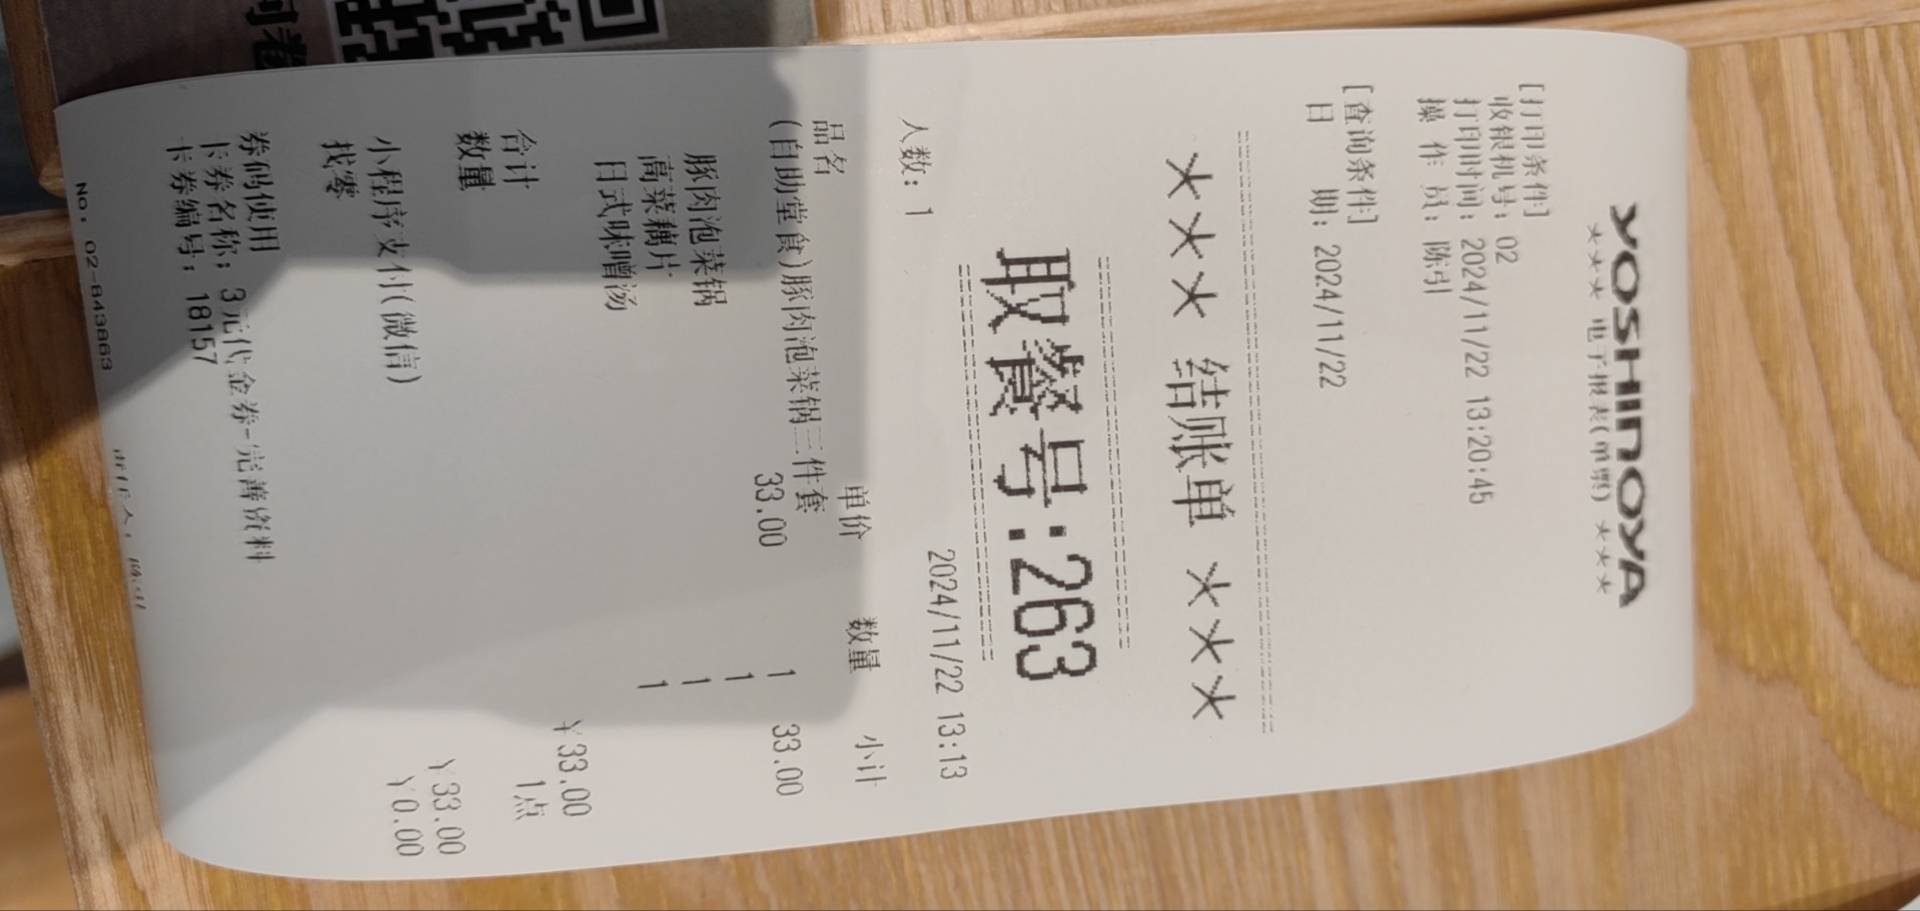 YOSHINOYA
*** 电子报表(单票) ***
[打印条件]
收银机号: 02
打印时间: 2024/11/22 13:20:45
操 作 员: 陈引
[查询条件]
日 期: 2024/11/22
*** 结账单 ***
取餐号:263
2024/11/22 13:13
人数: 1
品名 单价 数量 小计
(自助堂食)豚肉泡菜锅三件套
33.00 1 33.00
豚肉泡菜锅 1
高菜藕片 1
日式味噌汤 1
合计 ¥33.00
数量 1点
小程序支付(微信) ¥33.00
找零 ¥0.00
券码使用
卡券名称: 3元代金券-完善资料
卡券编号: 18157
NO: 02-843863